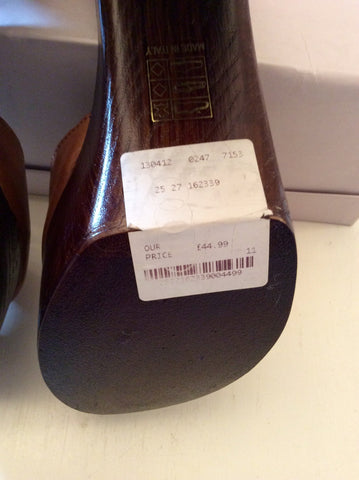 MADE IN ITALY
130412 0247 7153
25 27 162339
OUR PRICE £44.99
11